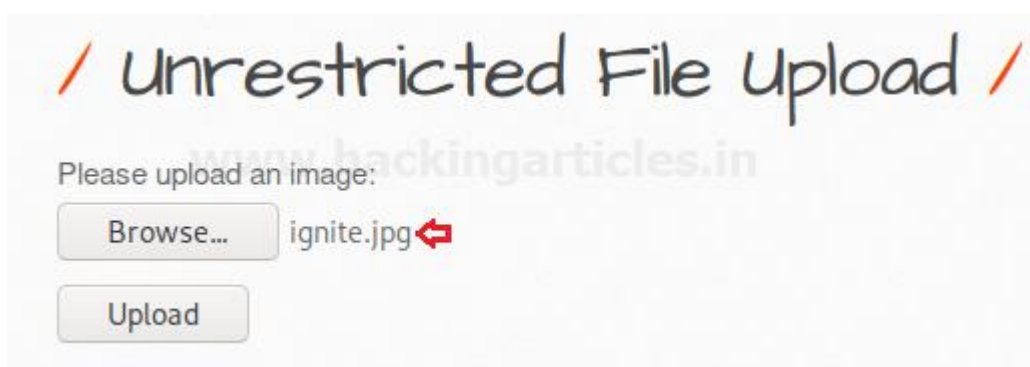 / Unrestricted File Upload /
www.hackingarticles.in
Please upload an image:
Browse... ignite.jpg
Upload